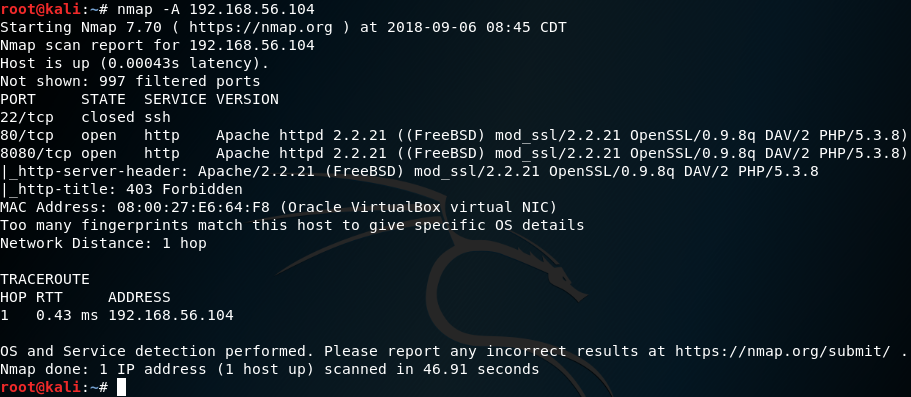 root@kali:~# nmap -A 192.168.56.104
Starting Nmap 7.70 ( https://nmap.org ) at 2018-09-06 08:45 CDT
Nmap scan report for 192.168.56.104
Host is up (0.00043s latency).
Not shown: 997 filtered ports
PORT     STATE  SERVICE VERSION
22/tcp   closed ssh
80/tcp   open   http    Apache httpd 2.2.21 ((FreeBSD) mod_ssl/2.2.21 OpenSSL/0.9.8q DAV/2 PHP/5.3.8)
8080/tcp open   http    Apache httpd 2.2.21 ((FreeBSD) mod_ssl/2.2.21 OpenSSL/0.9.8q DAV/2 PHP/5.3.8)
|_http-server-header: Apache/2.2.21 (FreeBSD) mod_ssl/2.2.21 OpenSSL/0.9.8q DAV/2 PHP/5.3.8
|_http-title: 403 Forbidden
MAC Address: 08:00:27:E6:64:F8 (Oracle VirtualBox virtual NIC)
Too many fingerprints match this host to give specific OS details
Network Distance: 1 hop
TRACEROUTE
HOP RTT     ADDRESS
1   0.43 ms 192.168.56.104
OS and Service detection performed. Please report any incorrect results at https://nmap.org/submit/ .
Nmap done: 1 IP address (1 host up) scanned in 46.91 seconds
root@kali:~#